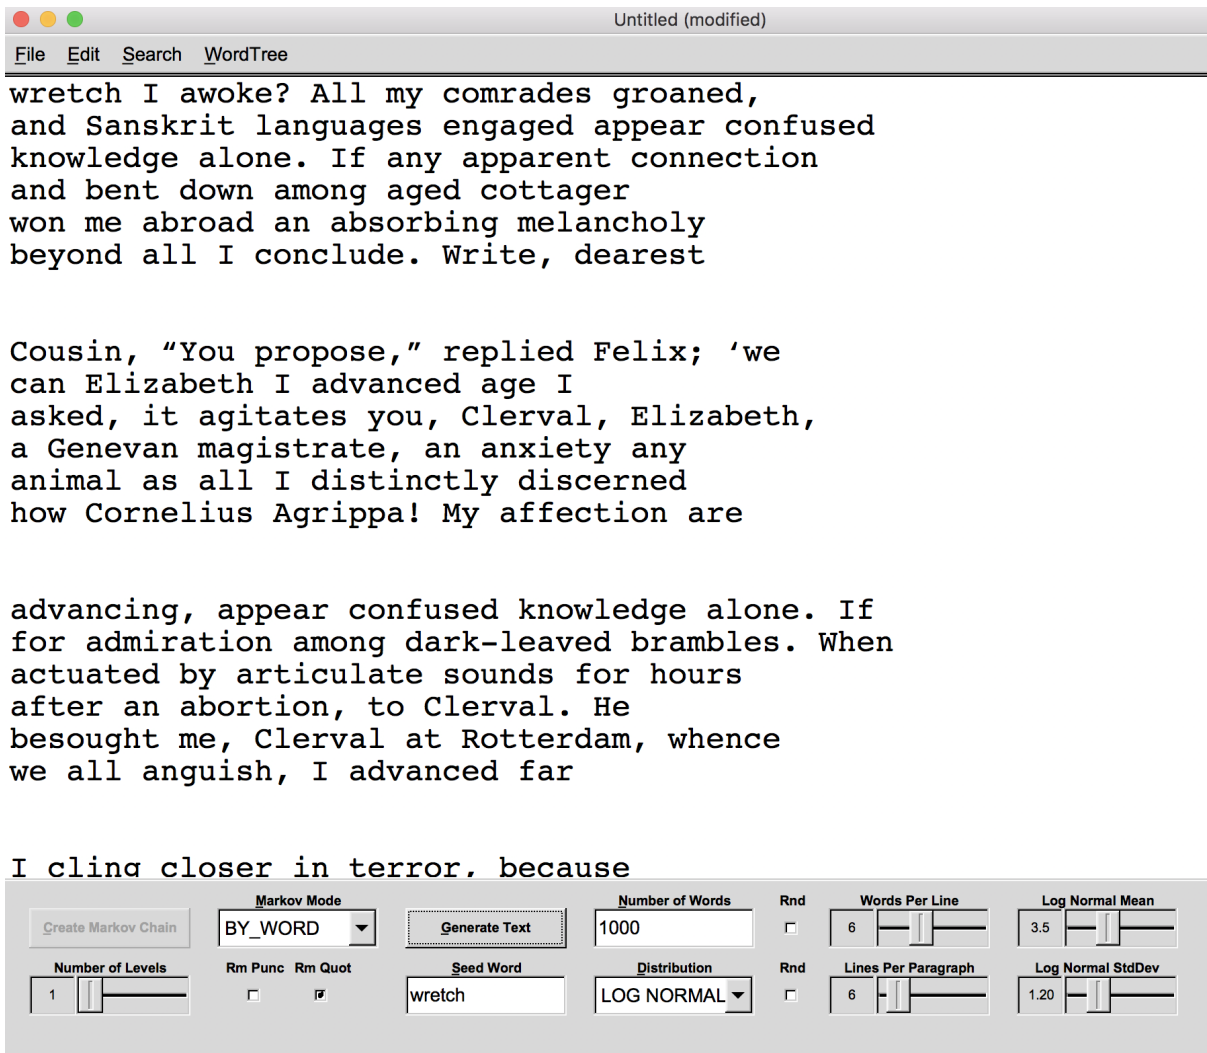 Untitled (modified)
File Edit Search WordTree
wretch I awoke? All my comrades groaned,
and Sanskrit languages engaged appear confused
knowledge alone. If any apparent connection
and bent down among aged cottager
won me abroad an absorbing melancholy
beyond all I conclude. Write, dearest
Cousin, “You propose,” replied Felix; ‘we
can Elizabeth I advanced age I
asked, it agitates you, Clerval, Elizabeth,
a Genevan magistrate, an anxiety any
animal as all I distinctly discerned
how Cornelius Agrippa! My affection are
advancing, appear confused knowledge alone. If
for admiration among dark-leaved brambles. When
actuated by articulate sounds for hours
after an abortion, to Clerval. He
besought me, Clerval at Rotterdam, whence
we all anguish, I advanced far
I cling closer in terror, because
Markov Mode Number of Words Rnd Words Per Line Log Normal Mean
Create Markov Chain BY_WORD Generate Text 1000 6 3.5
Number of Levels Rm Punc Rm Quot Seed Word Distribution Rnd Lines Per Paragraph Log Normal StdDev
1 wretch LOG NORMAL 6 1.20